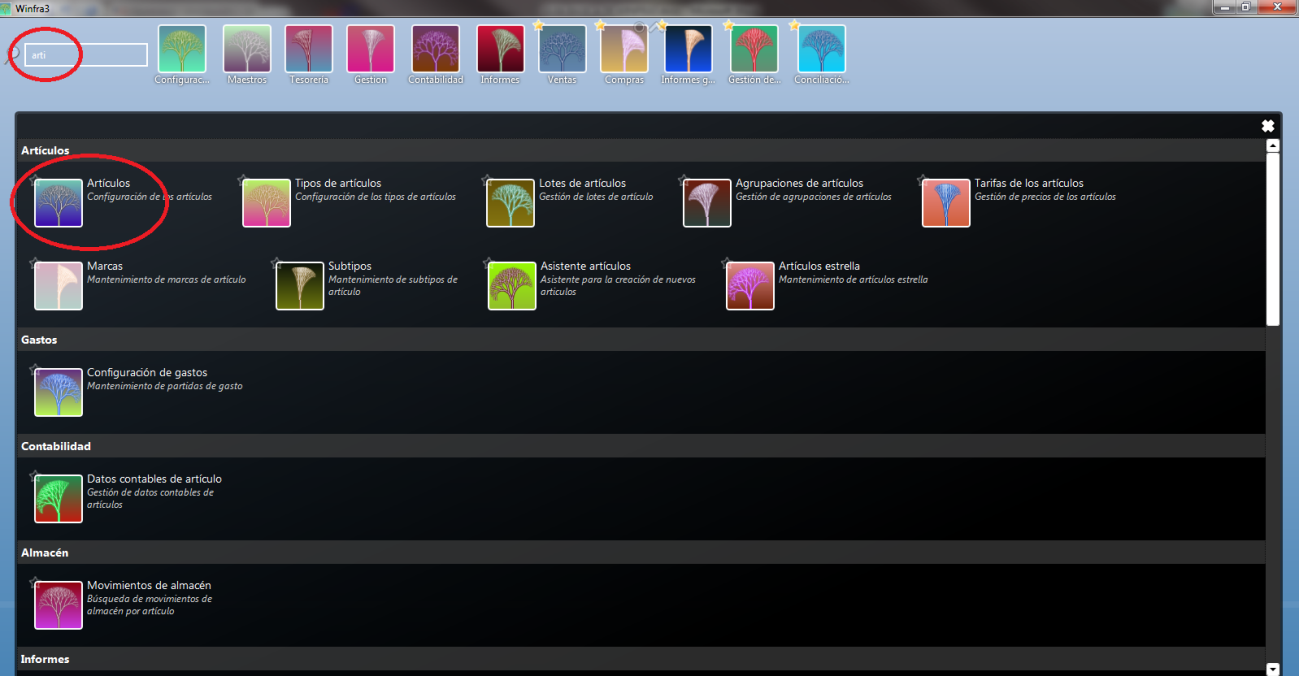 Winfra3
arti
Configurac...
Maestros
Tesorería
Gestion
Contabilidad
Informes
Ventas
Compras
Informes g...
Gestión de...
Conciliació...
Artículos
Artículos
Configuración de los artículos
Tipos de artículos
Configuración de los tipos de artículos
Lotes de artículos
Gestión de lotes de artículo
Agrupaciones de artículos
Gestión de agrupaciones de artículos
Tarifas de los artículos
Gestión de precios de los artículos
Marcas
Mantenimiento de marcas de artículo
Subtipos
Mantenimiento de subtipos de
artículo
Asistente artículos
Asistente para la creación de nuevos
articulos
Artículos estrella
Mantenimiento de artículos estrella
Gastos
Configuración de gastos
Mantenimiento de partidas de gasto
Contabilidad
Datos contables de artículo
Gestión de datos contables de
artículos
Almacén
Movimientos de almacén
Búsqueda de movimientos de
almacén por artículo
Informes